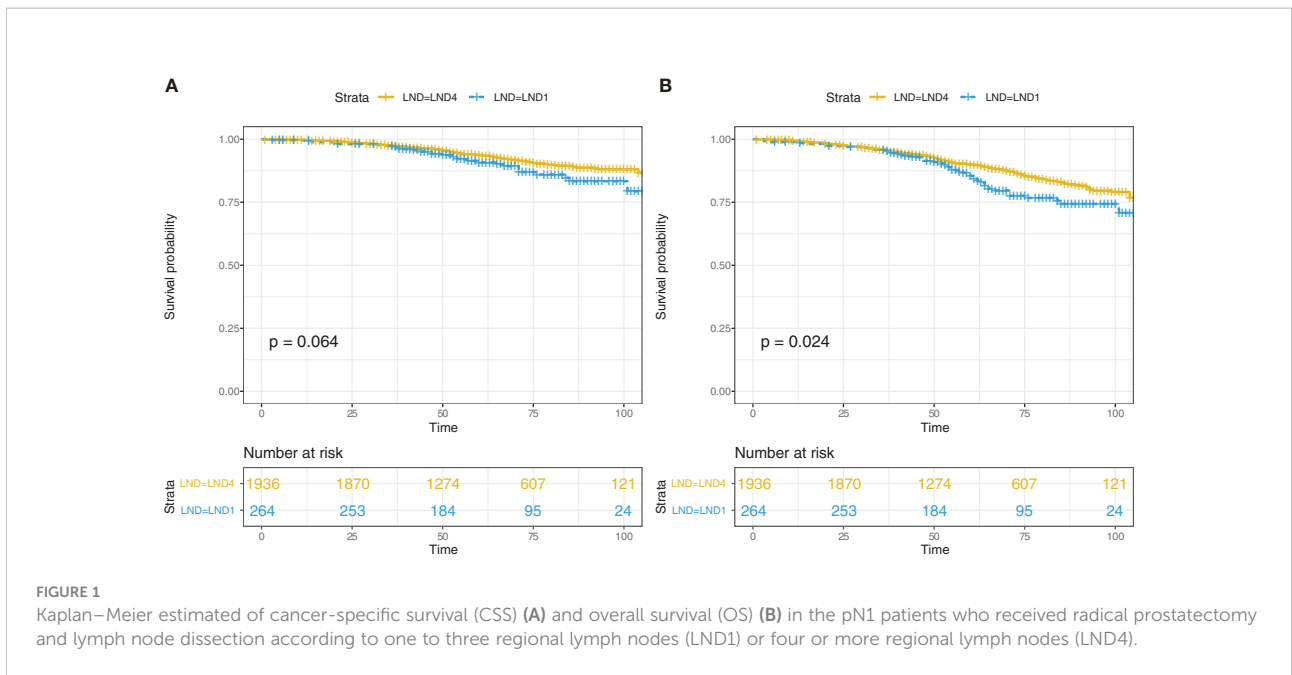 A
Strata LND=LND4 LND=LND1
1.00
0.75
0.50
0.25
0.00
Survival probability
p = 0.064
0 25 50 75 100
Time
Number at risk
Strata
LND=LND4 1936 1870 1274 607 121
LND=LND1 264 253 184 95 24
0 25 50 75 100
Time
B
Strata LND=LND4 LND=LND1
1.00
0.75
0.50
0.25
0.00
Survival probability
p = 0.024
0 25 50 75 100
Time
Number at risk
Strata
LND=LND4 1936 1870 1274 607 121
LND=LND1 264 253 184 95 24
0 25 50 75 100
Time
FIGURE 1
Kaplan–Meier estimated of cancer-specific survival (CSS) (A) and overall survival (OS) (B) in the pN1 patients who received radical prostatectomy
and lymph node dissection according to one to three regional lymph nodes (LND1) or four or more regional lymph nodes (LND4).